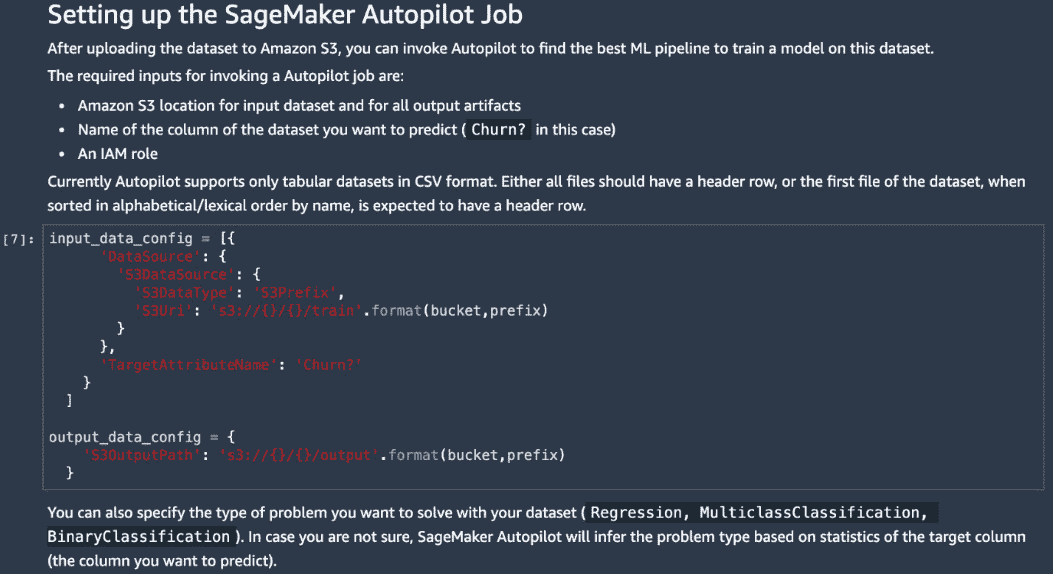 Setting up the SageMaker Autopilot Job
After uploading the dataset to Amazon S3, you can invoke Autopilot to find the best ML pipeline to train a model on this dataset.
The required inputs for invoking a Autopilot job are:
• Amazon S3 location for input dataset and for all output artifacts
• Name of the column of the dataset you want to predict ( Churn? in this case)
• An IAM role
Currently Autopilot supports only tabular datasets in CSV format. Either all files should have a header row, or the first file of the dataset, when
sorted in alphabetical/lexical order by name, is expected to have a header row.
[7]: input_data_config = [{
'DataSource': {
'S3DataSource': {
'S3DataType': 'S3Prefix',
'S3Uri': 's3://{}/{}/train'.format(bucket,prefix)
}
},
'TargetAttributeName': 'Churn?'
}
]
output_data_config = {
'S3OutputPath': 's3://{}/{}/output'.format(bucket,prefix)
}
You can also specify the type of problem you want to solve with your dataset ( Regression, MulticlassClassification,
BinaryClassification ). In case you are not sure, SageMaker Autopilot will infer the problem type based on statistics of the target column
(the column you want to predict).